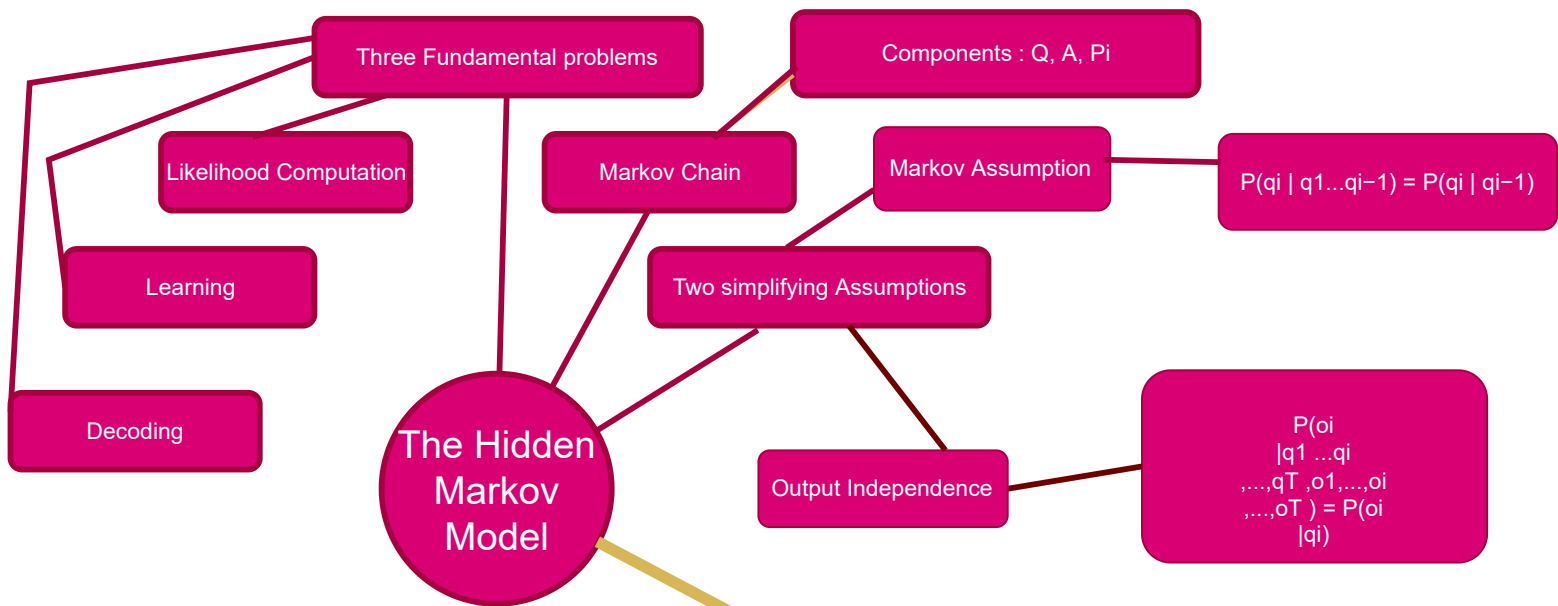 Three Fundamental problems
Components : Q, A, Pi
Likelihood Computation
Markov Chain
Markov Assumption
P(qi | q1...qi−1) = P(qi | qi−1)
Learning
Two simplifying Assumptions
Decoding
The Hidden
Markov
Model
Output Independence
P(oi
|q1 ...qi
,...,qT ,o1,...,oi
,...,oT ) = P(oi
|qi)